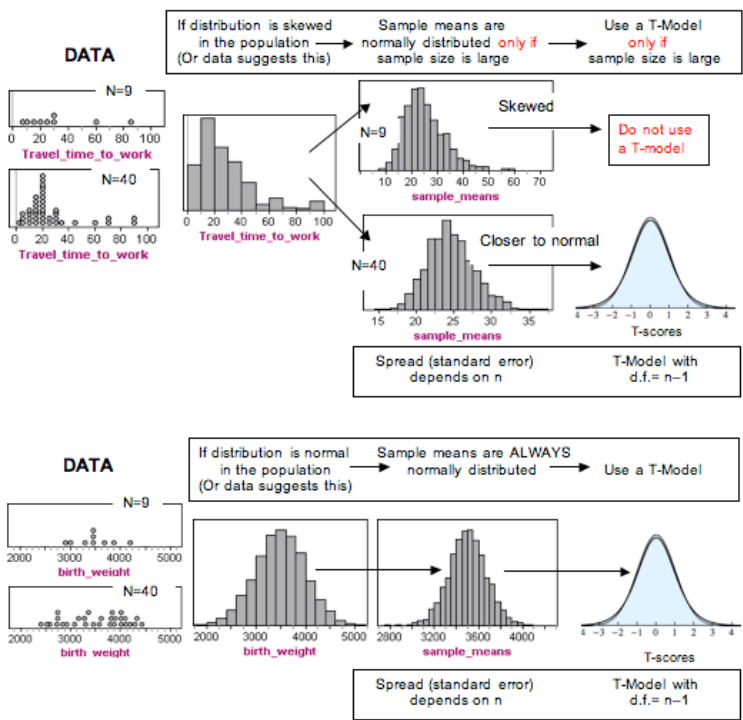 If distribution is skewed
in the population
(Or data suggests this)
Sample means are
normally distributed only if
sample size is large
Use a T-Model
only if
sample size is large
DATA
N=9
0 20 40 60 80 100
Travel_time_to_work
N=40
0 20 40 60 80 100
Travel_time_to_work
0 20 40 60 80 100
Travel_time_to_work
N=9
10 20 30 40 50 60 70
sample_means
Skewed
Do not use
a T-model
N=40
15 20 25 30 35
sample_means
Closer to normal
–4 –3 –2 –1 0 1 2 3 4
T-scores
Spread (standard error)
depends on n
T-Model with
d.f.= n–1
If distribution is normal
in the population
(Or data suggests this)
Sample means are ALWAYS
normally distributed
Use a T-Model
DATA
N=9
2000 3000 4000 5000
birth_weight
N=40
2000 3000 4000 5000
birth_weight
2000 3000 4000 5000
birth_weight
2800 3200 3600 4000
sample_means
–4 –3 –2 –1 0 1 2 3 4
T-scores
Spread (standard error)
depends on n
T-Model with
d.f.= n–1